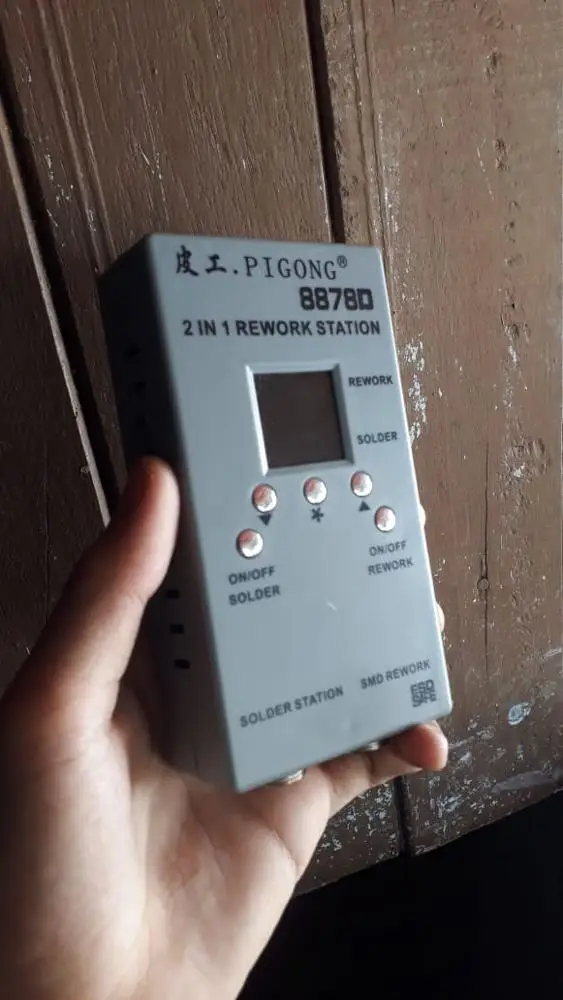 皮工.PIGONG®
8878D
2 IN 1 REWORK STATION
REWORK
SOLDER
▼ * ▲
ON/OFF
SOLDER
ON/OFF
REWORK
SOLDER STATION
SMD REWORK
ESD
SAFE